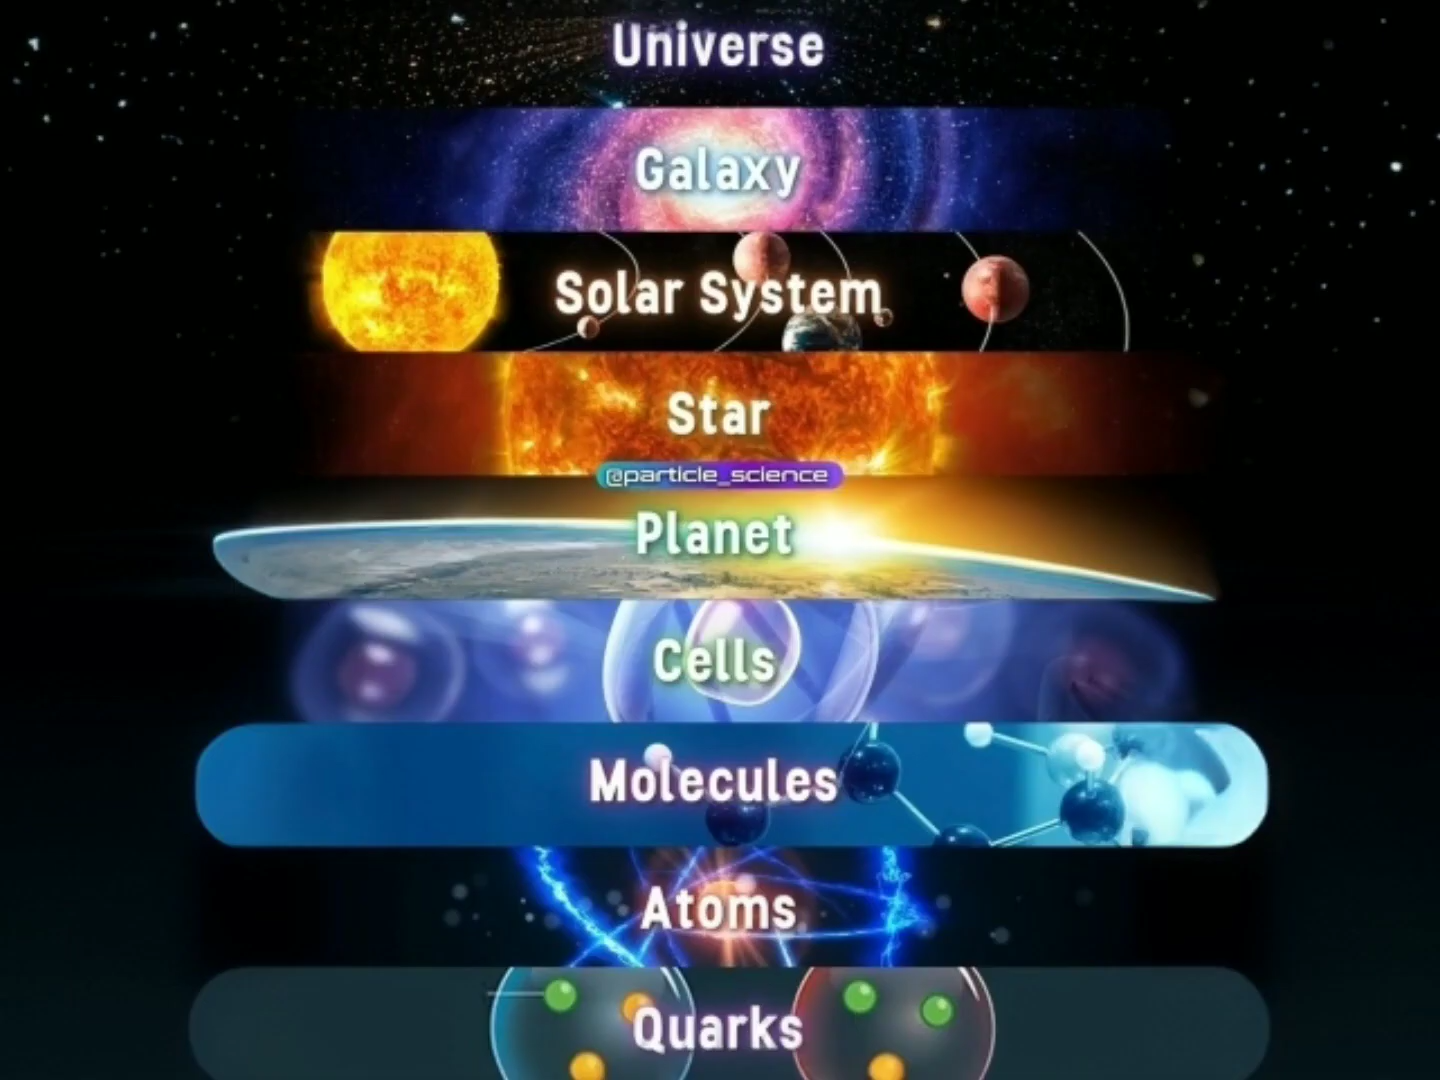 Universe
Galaxy
Solar System
Star
@particle_science
Planet
Cells
Molecules
Atoms
Quarks